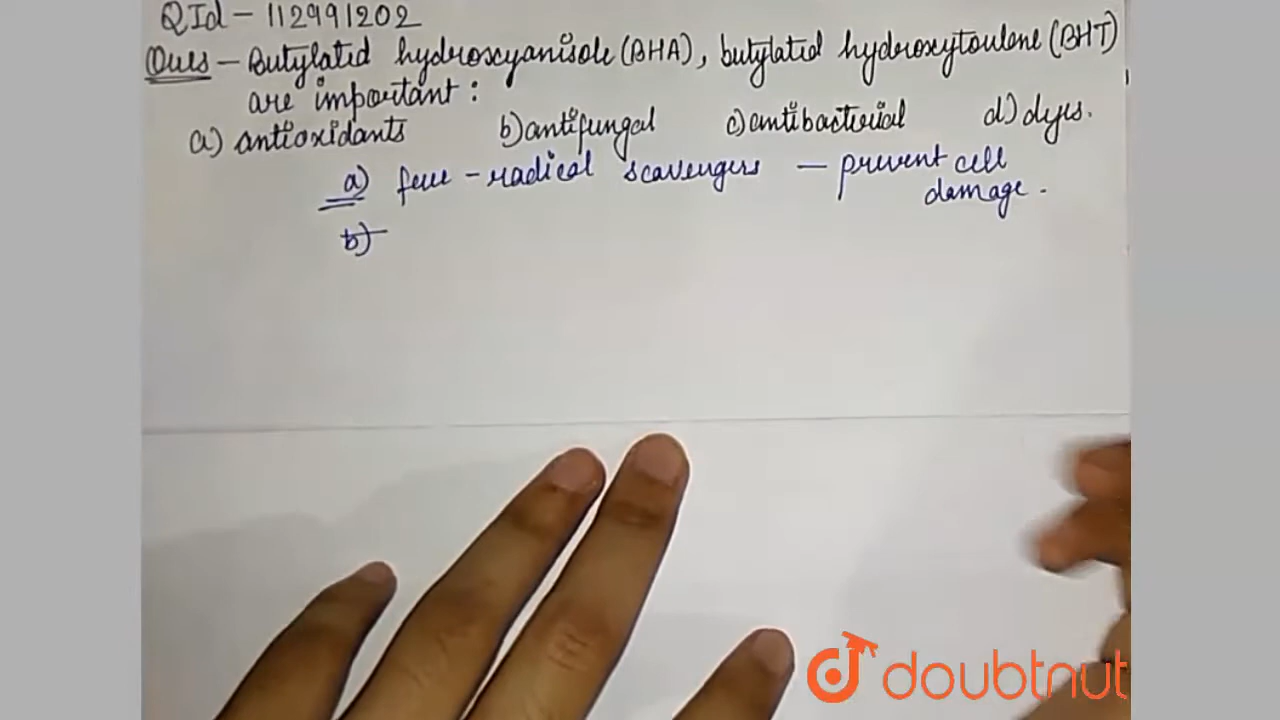 QId - 112991202
Ques - Butylated hydroxyanisole (BHA), butylated hydroxytoulene (BHT)
are important :
a) antioxidants b) antifungal c) antibacterial d) dyes.
a) free - radical scavengers - prevent cell
damage.
b)
doubtnut